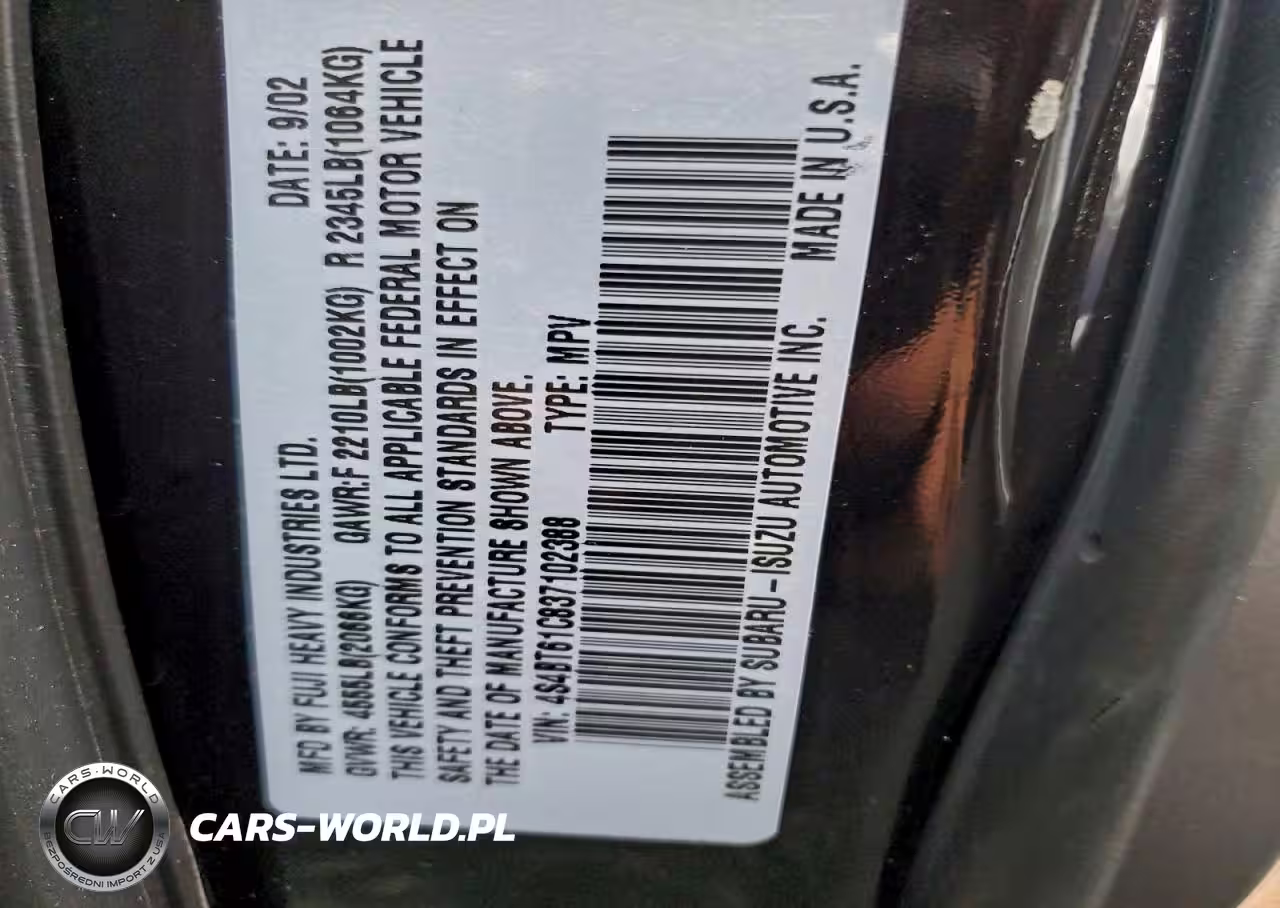 MFD BY FUJI HEAVY INDUSTRIES LTD. DATE: 9/02
GVWR: 4555LB(2066KG) GAWR:F 2210LB(1002KG) R 2345LB(1064KG)
THIS VEHICLE CONFORMS TO ALL APPLICABLE FEDERAL MOTOR VEHICLE
SAFETY AND THEFT PREVENTION STANDARDS IN EFFECT ON
THE DATE OF MANUFACTURE SHOWN ABOVE.
VIN: 4S4BT61C837102388 TYPE: MPV
ASSEMBLED BY SUBARU-ISUZU AUTOMOTIVE INC. MADE IN U.S.A.
CARS-WORLD
CW
BEZPOŚREDNI IMPORT Z USA
CARS-WORLD.PL